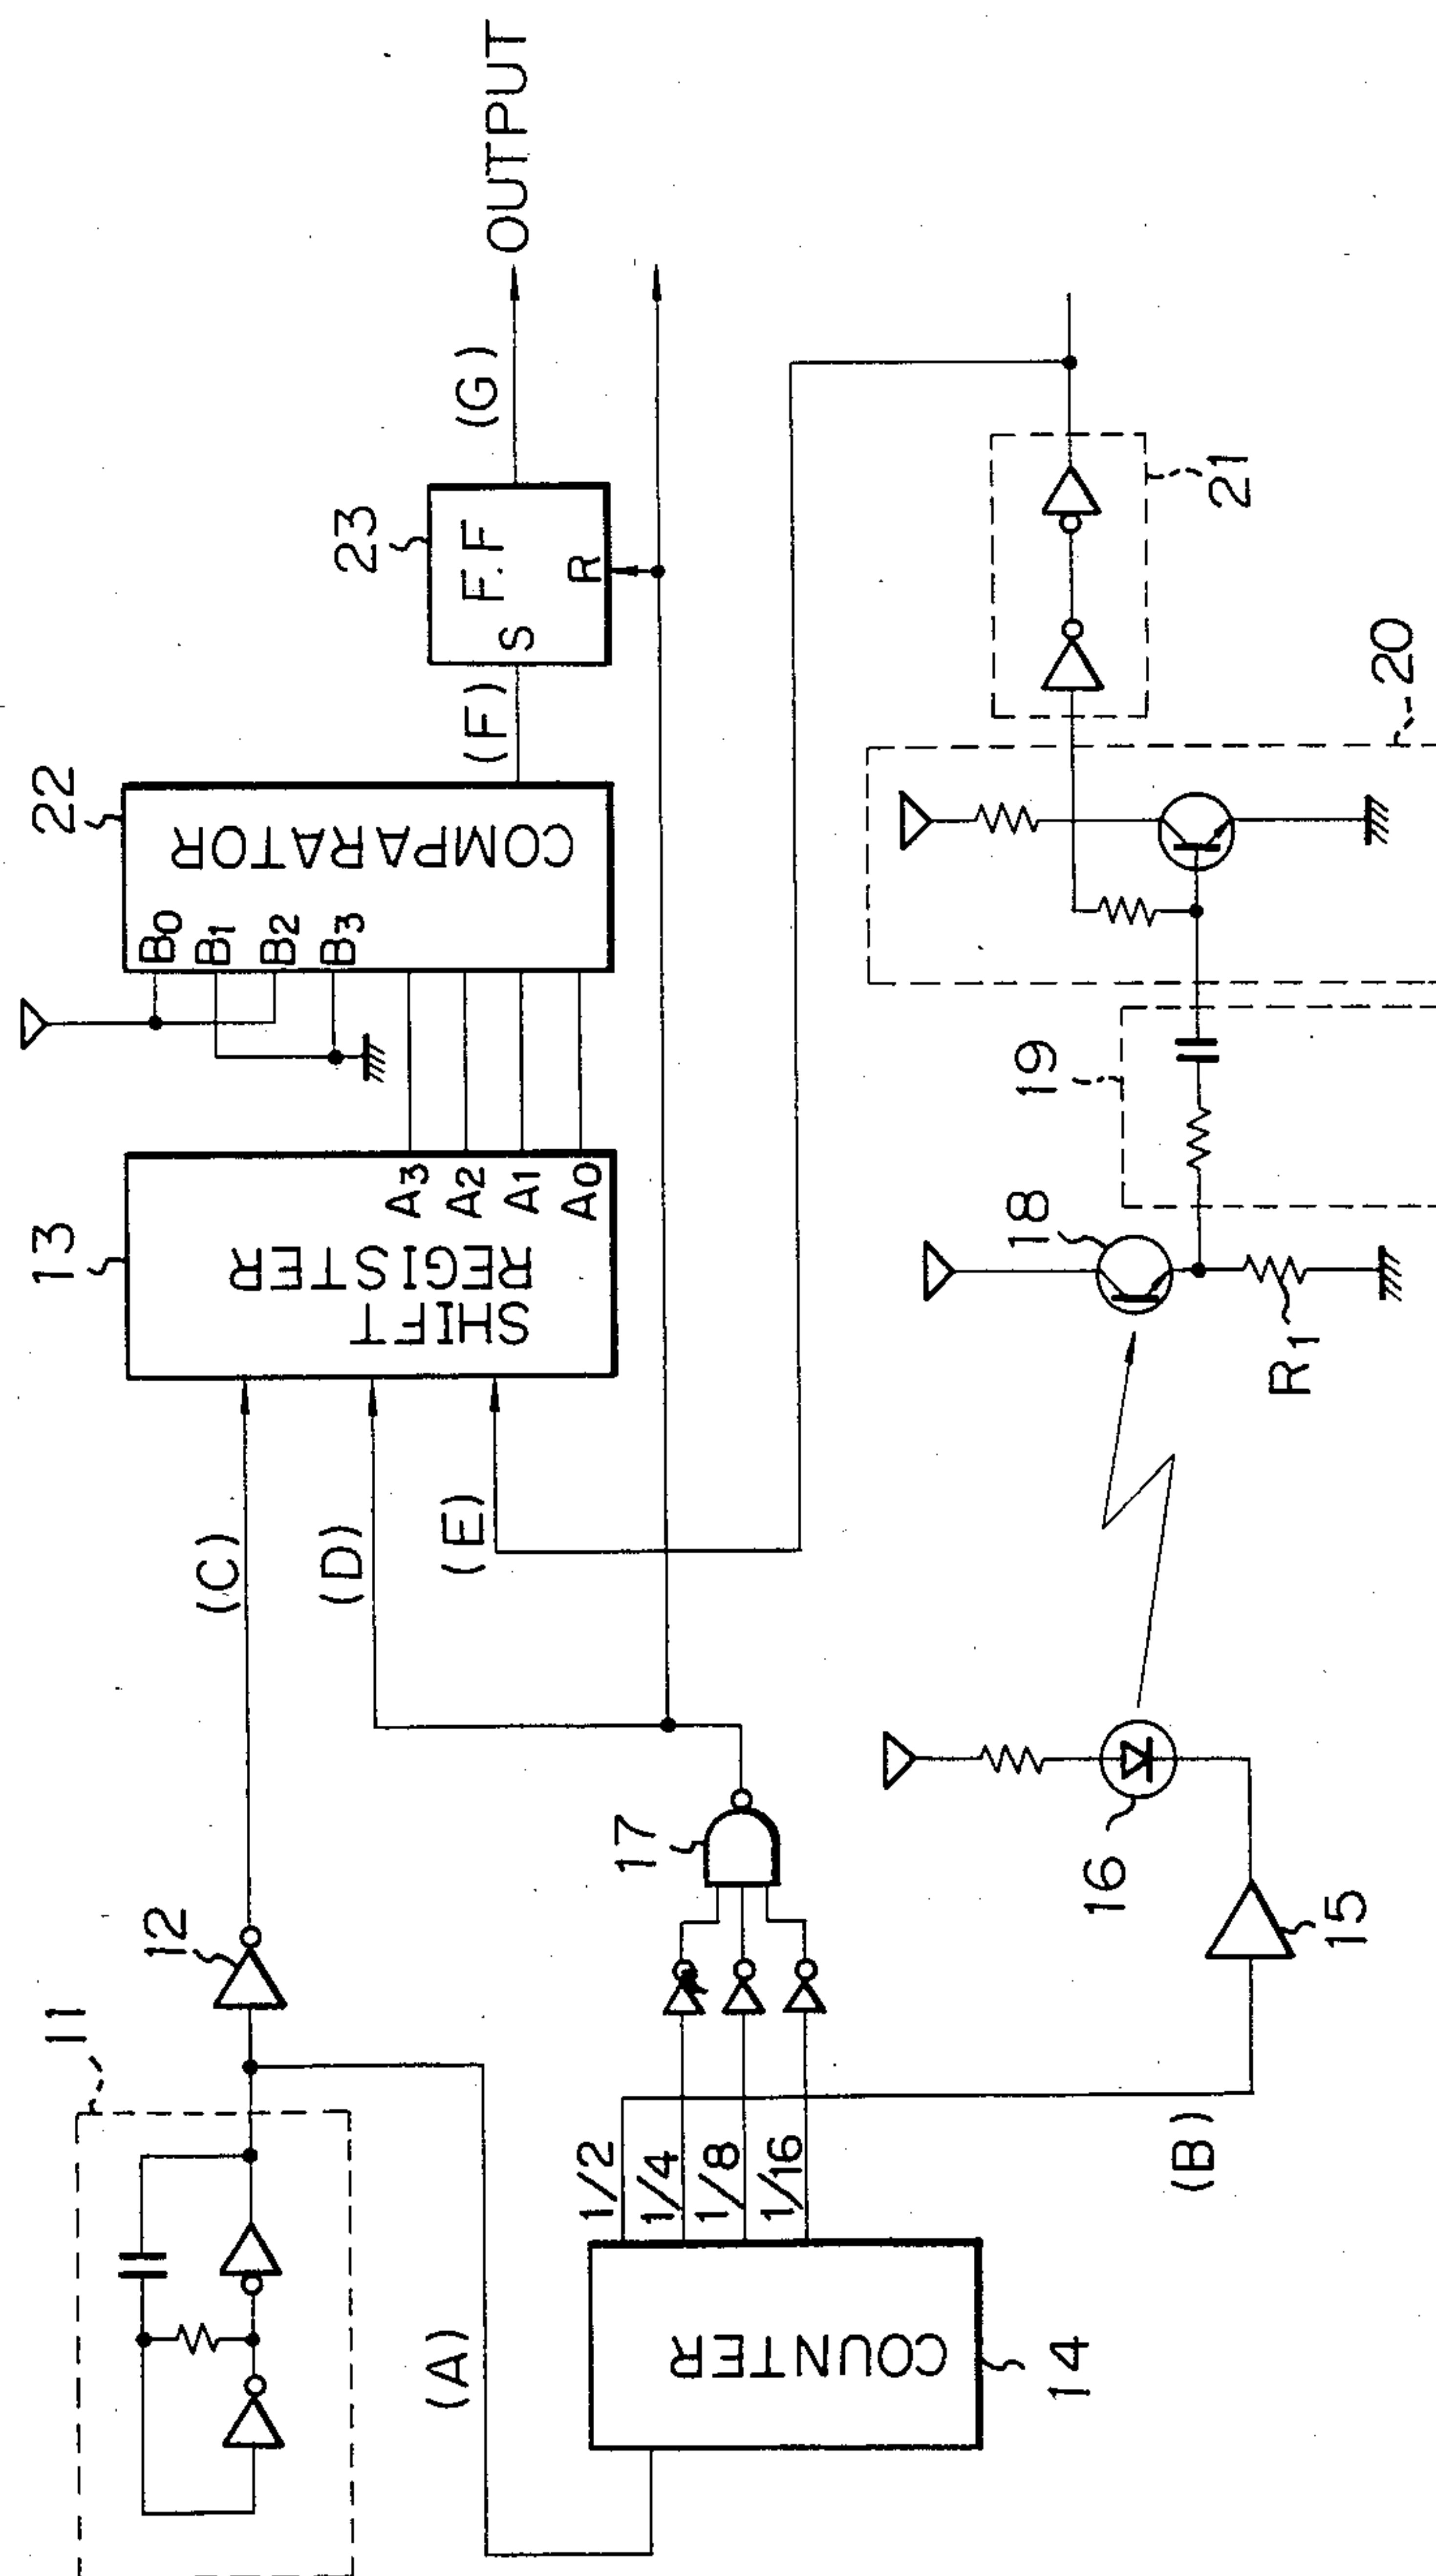 11
12
(A)
(C)
COUNTER
14
1/2
1/4
1/8
1/16
(B)
17
15
16
(D)
(E)
13
SHIFT
REGISTER
A3
A2
A1
A0
18
R1
19
22
B0
B1
B2
B3
COMPARATOR
20
(F)
23
S
F.F
R
21
(G)
OUTPUT